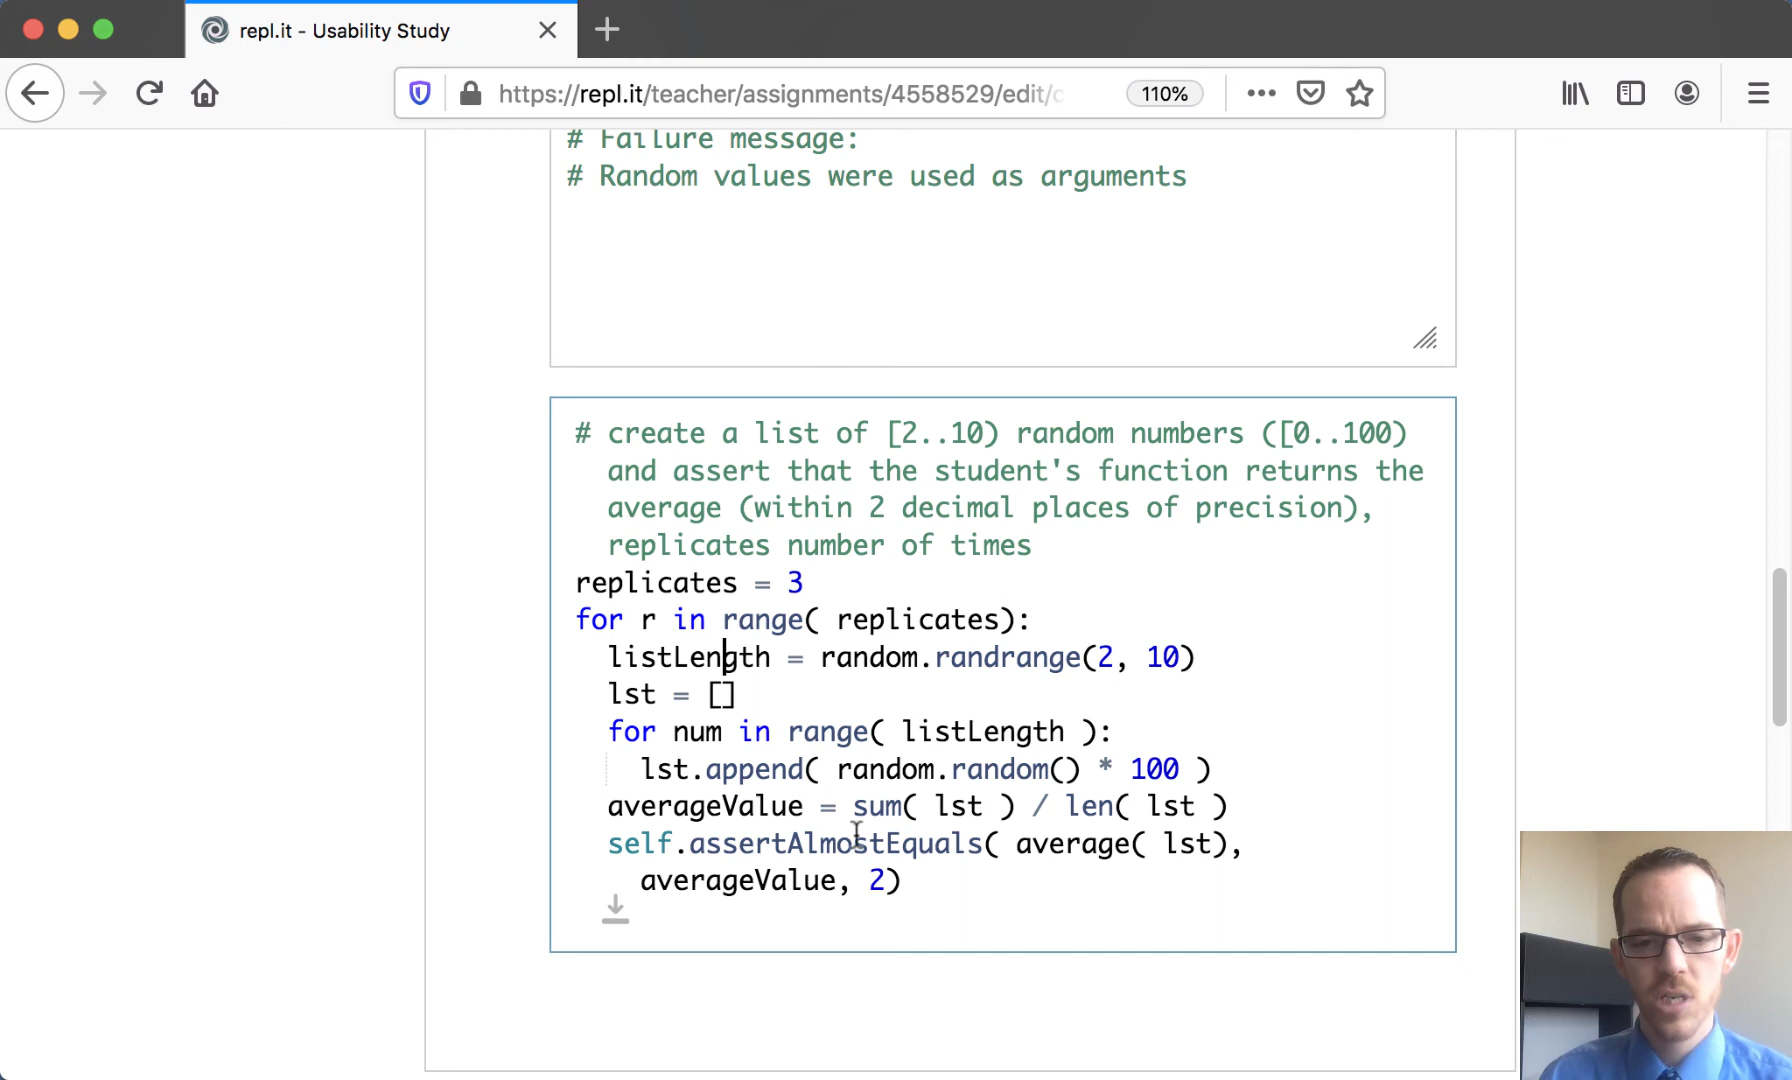 repl.it - Usability Study
https://repl.it/teacher/assignments/4558529/edit/c
110%
# Failure message:
# Random values were used as arguments
# create a list of [2..10) random numbers ([0..100)
and assert that the student's function returns the
average (within 2 decimal places of precision),
replicates number of times
replicates = 3
for r in range( replicates):
listLength = random.randrange(2, 10)
lst = []
for num in range( listLength ):
lst.append( random.random() * 100 )
averageValue = sum( lst ) / len( lst )
self.assertAlmostEquals( average( lst),
averageValue, 2)